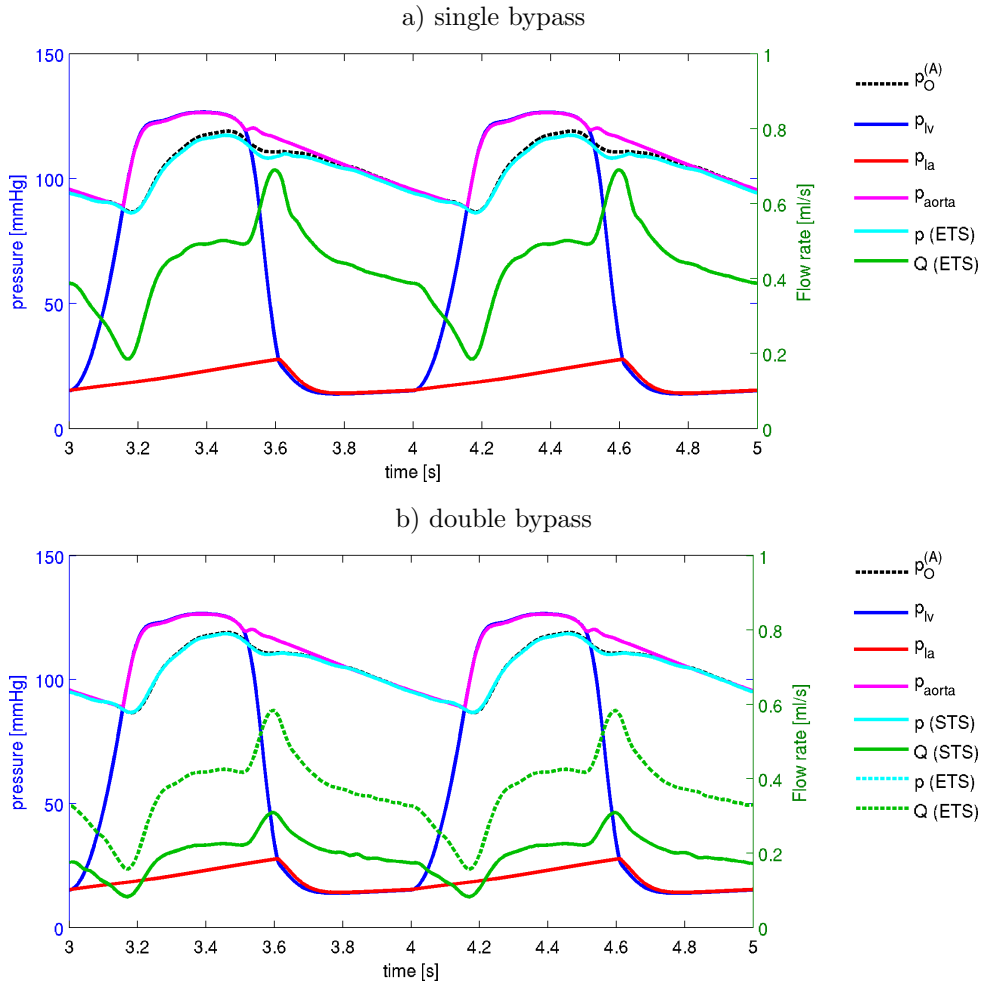 a) single bypass
150
100
50
0
pressure [mmHg]
1
0.8
0.6
0.4
0.2
0
Flow rate [ml/s]
3 3.2 3.4 3.6 3.8 4 4.2 4.4 4.6 4.8 5
time [s]
p_O^(A)
p_lv
p_la
p_aorta
p (ETS)
Q (ETS)
b) double bypass
150
100
50
0
pressure [mmHg]
1
0.8
0.6
0.4
0.2
0
Flow rate [ml/s]
3 3.2 3.4 3.6 3.8 4 4.2 4.4 4.6 4.8 5
time [s]
p_O^(A)
p_lv
p_la
p_aorta
p (STS)
Q (STS)
p (ETS)
Q (ETS)